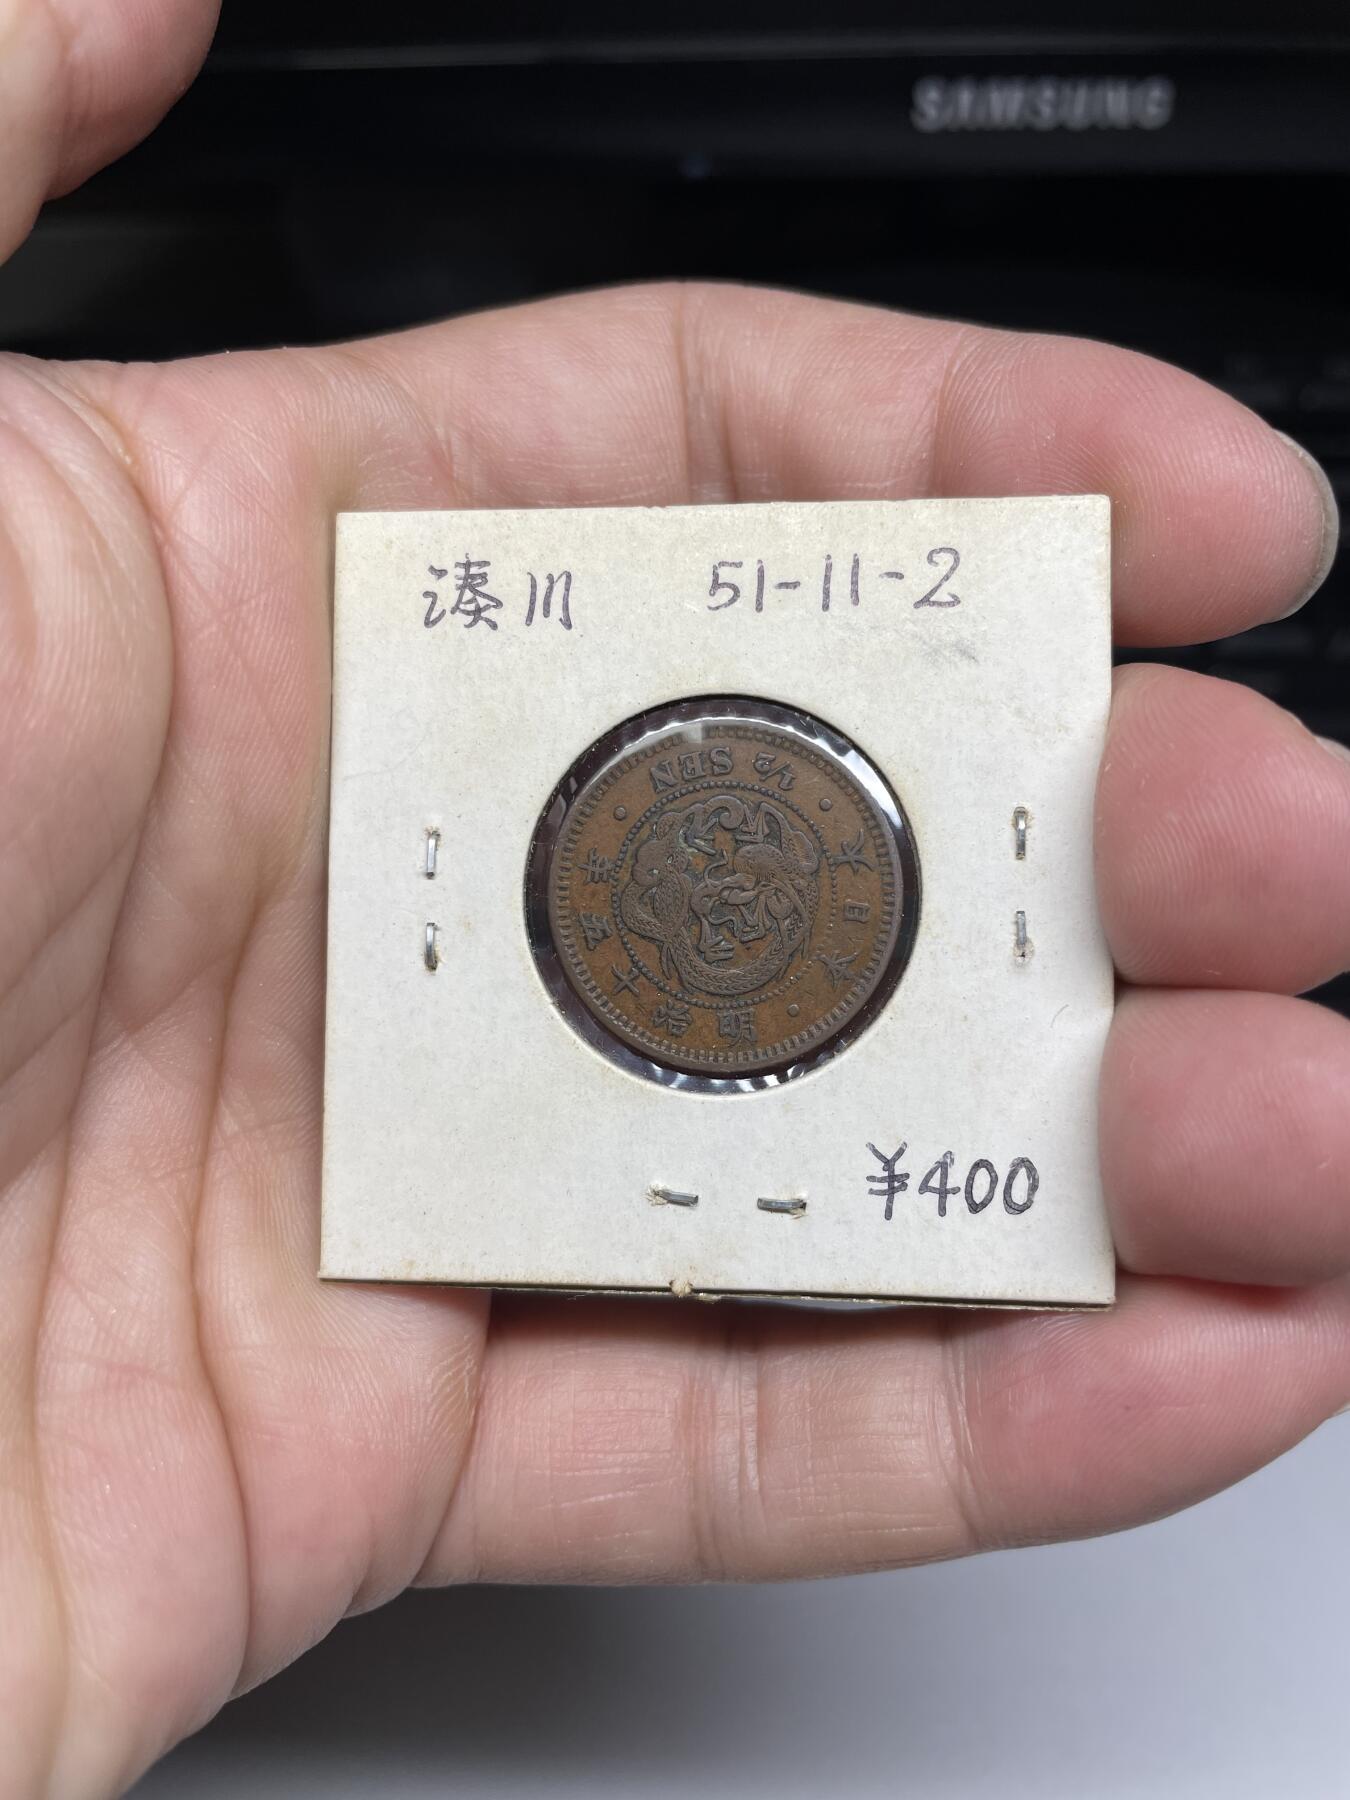 SAMSUNG
湊川 51-11-2
1/2 SEN
大日本
明治十五年
¥400